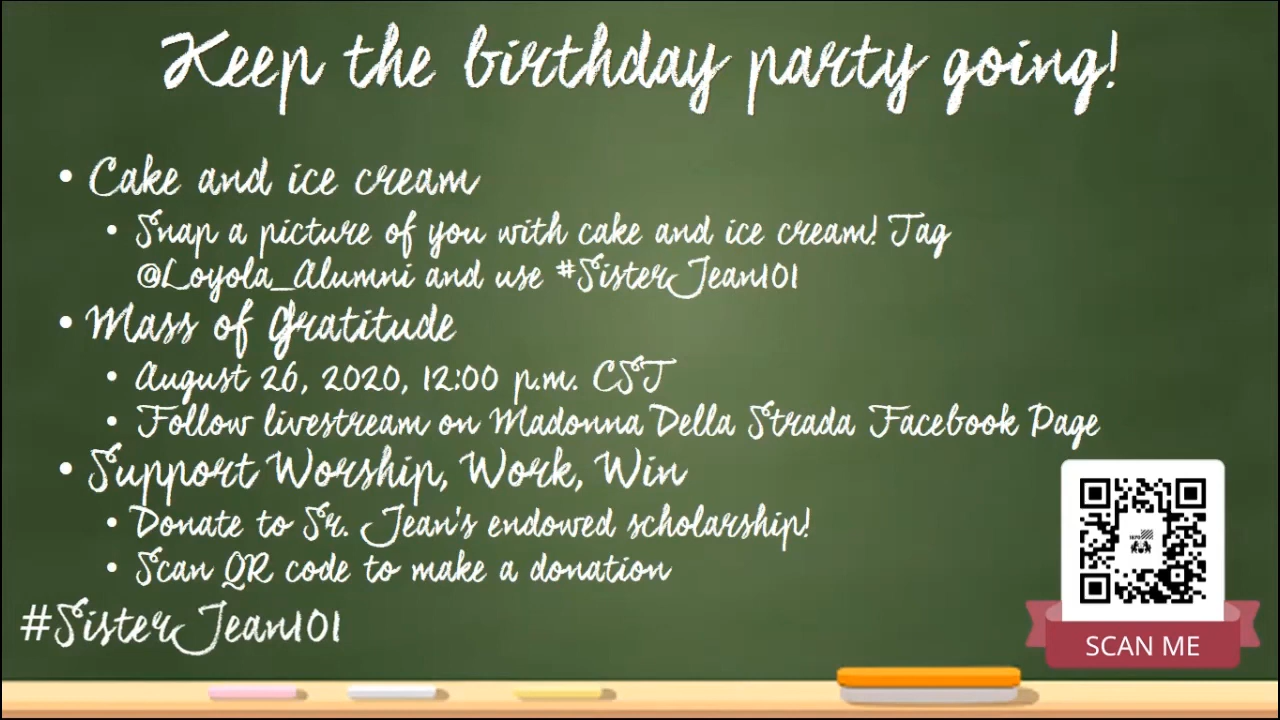 Keep the birthday party going!
• Cake and ice cream
• Snap a picture of you with cake and ice cream! Tag
@Loyola_Alumni and use #SisterJean101
• Mass of Gratitude
• August 26, 2020, 12:00 p.m. CST
• Follow livestream on Madonna Della Strada Facebook Page
• Support Worship, Work, Win
• Donate to Sr. Jean's endowed scholarship!
• Scan QR code to make a donation
#SisterJean101
SCAN ME